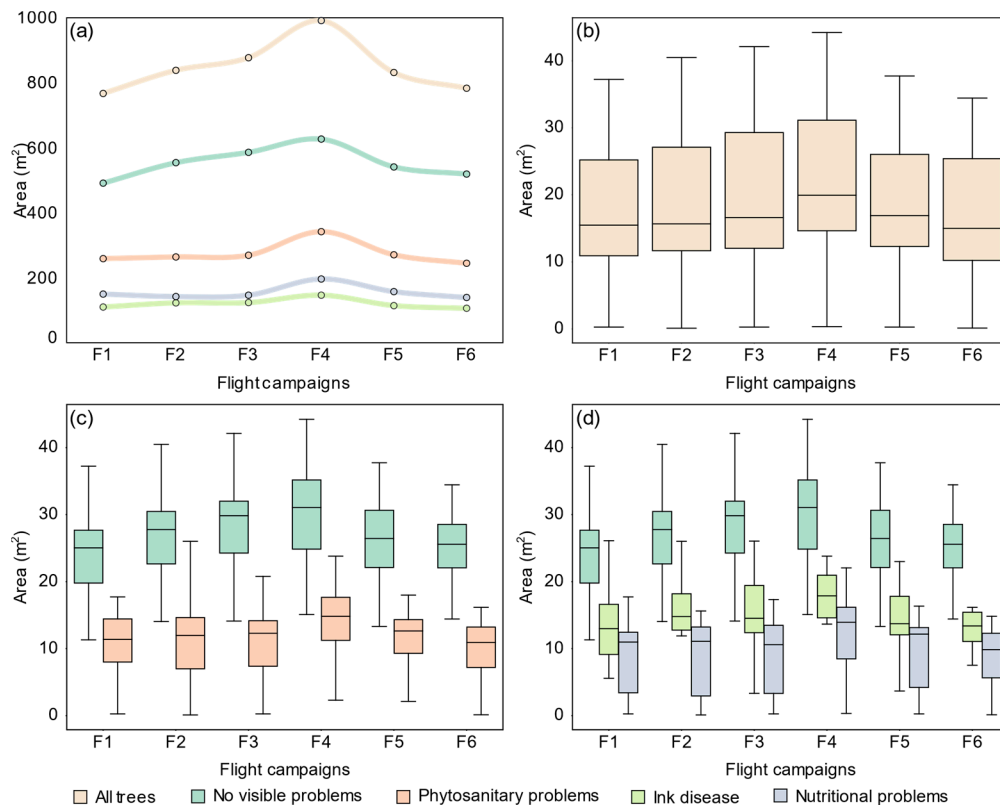 (a)
1000
800
600
400
200
0
Area (m²)
F1 F2 F3 F4 F5 F6
Flight campaigns
(b)
40
30
20
10
0
Area (m²)
F1 F2 F3 F4 F5 F6
Flight campaigns
(c)
40
30
20
10
0
Area (m²)
F1 F2 F3 F4 F5 F6
Flight campaigns
(d)
40
30
20
10
0
Area (m²)
F1 F2 F3 F4 F5 F6
Flight campaigns
All trees No visible problems Phytosanitary problems Ink disease Nutritional problems